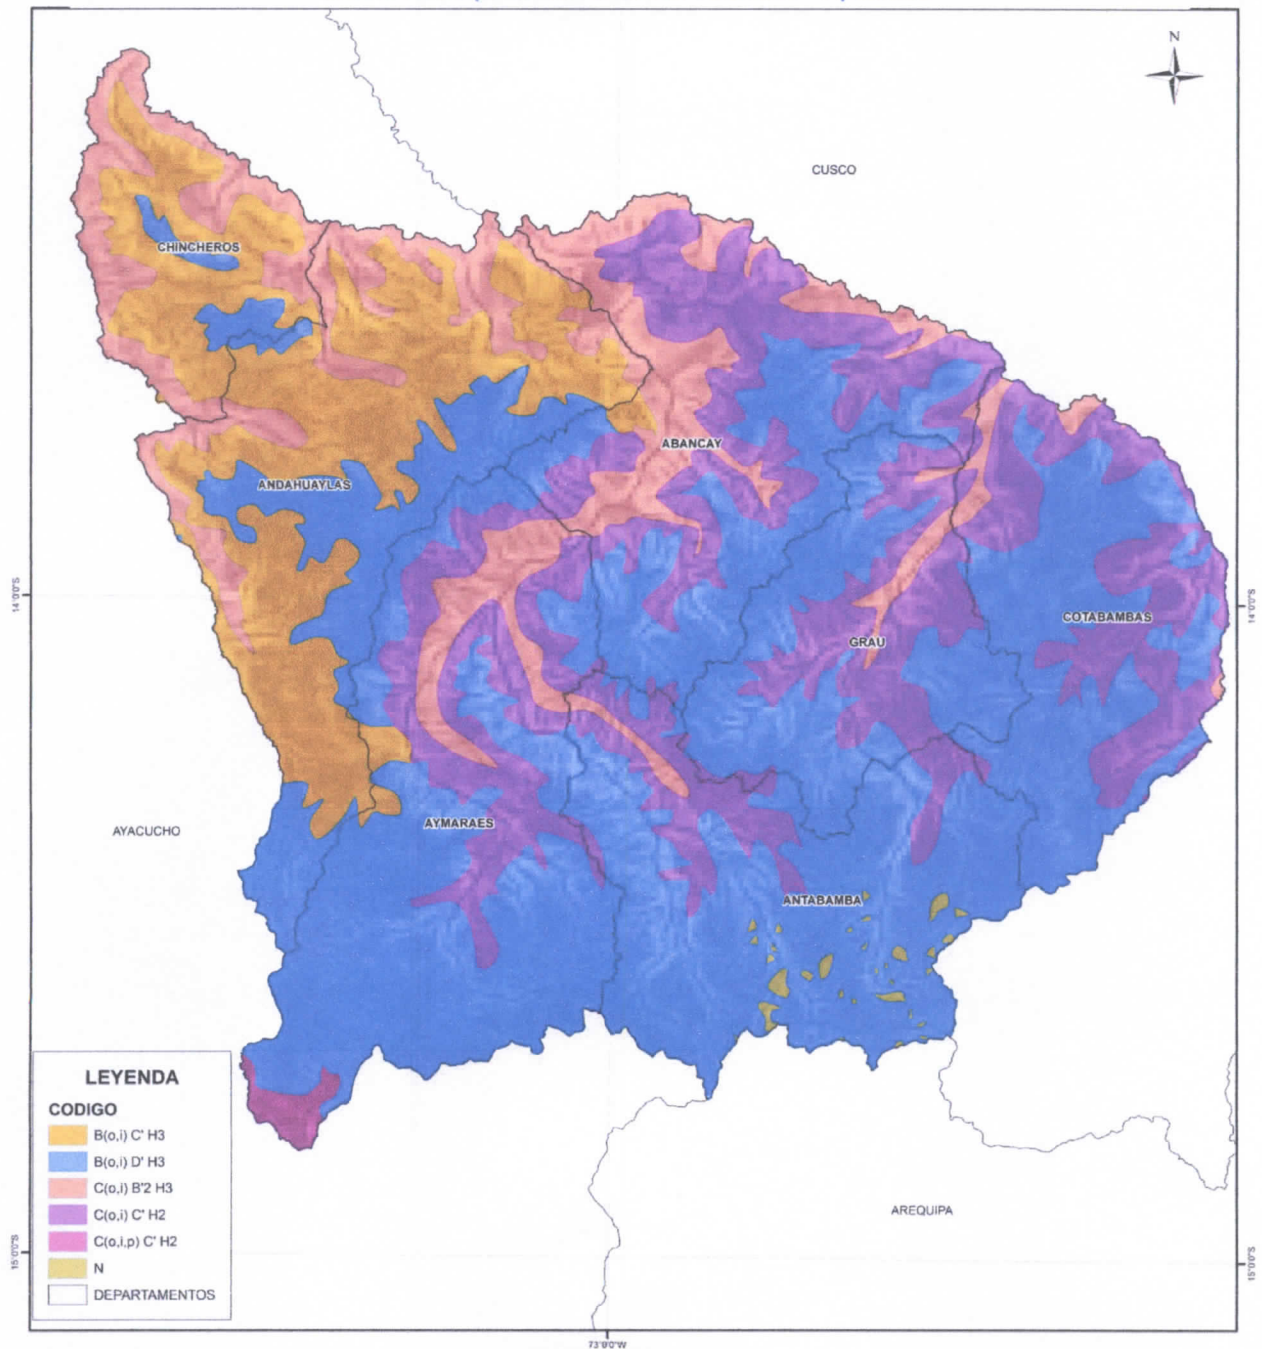 N
CUSCO
CHINCHEROS
ABANCAY
ANDAHUAYLAS
14°0'0"S
14°0'0"S
COTABAMBAS
GRAU
AYACUCHO
AYMARAES
ANTABAMBA
LEYENDA
CODIGO
B(o,i) C' H3
B(o,i) D' H3
C(o,i) B'2 H3
C(o,i) C' H2
C(o,i,p) C' H2
N
DEPARTAMENTOS
AREQUIPA
15°0'0"S
15°0'0"S
73°0'0"W